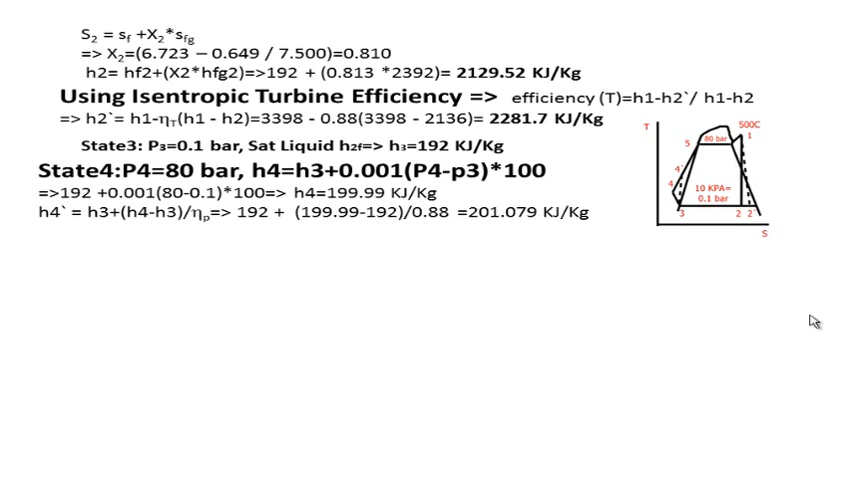 S2 = sf +X2*sfg
=> X2=(6.723 – 0.649 / 7.500)=0.810
h2= hf2+(X2*hfg2)=>192 + (0.813 *2392)= 2129.52 KJ/Kg
Using Isentropic Turbine Efficiency => efficiency (T)=h1-h2`/ h1-h2
=> h2`= h1-ηT(h1 - h2)=3398 - 0.88(3398 - 2136)= 2281.7 KJ/Kg
State3: P3=0.1 bar, Sat Liquid h2f=> h3=192 KJ/Kg
State4:P4=80 bar, h4=h3+0.001(P4-p3)*100
=>192 +0.001(80-0.1)*100=> h4=199.99 KJ/Kg
h4` = h3+(h4-h3)/ηp=> 192 + (199.99-192)/0.88 =201.079 KJ/Kg
T
500C
80 bar
1
5
4`
4
10 KPA=
0.1 bar
3
2 2`
S